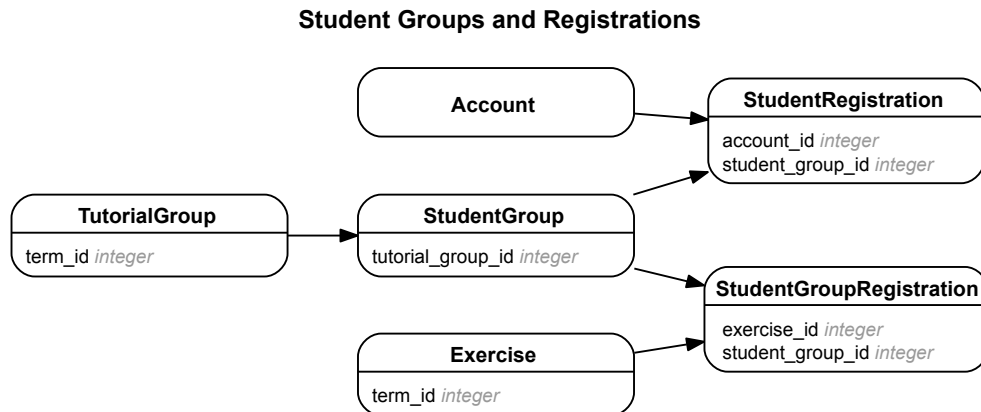 Student Groups and Registrations
Account
StudentRegistration
account_id integer
student_group_id integer
TutorialGroup
term_id integer
StudentGroup
tutorial_group_id integer
StudentGroupRegistration
exercise_id integer
student_group_id integer
Exercise
term_id integer